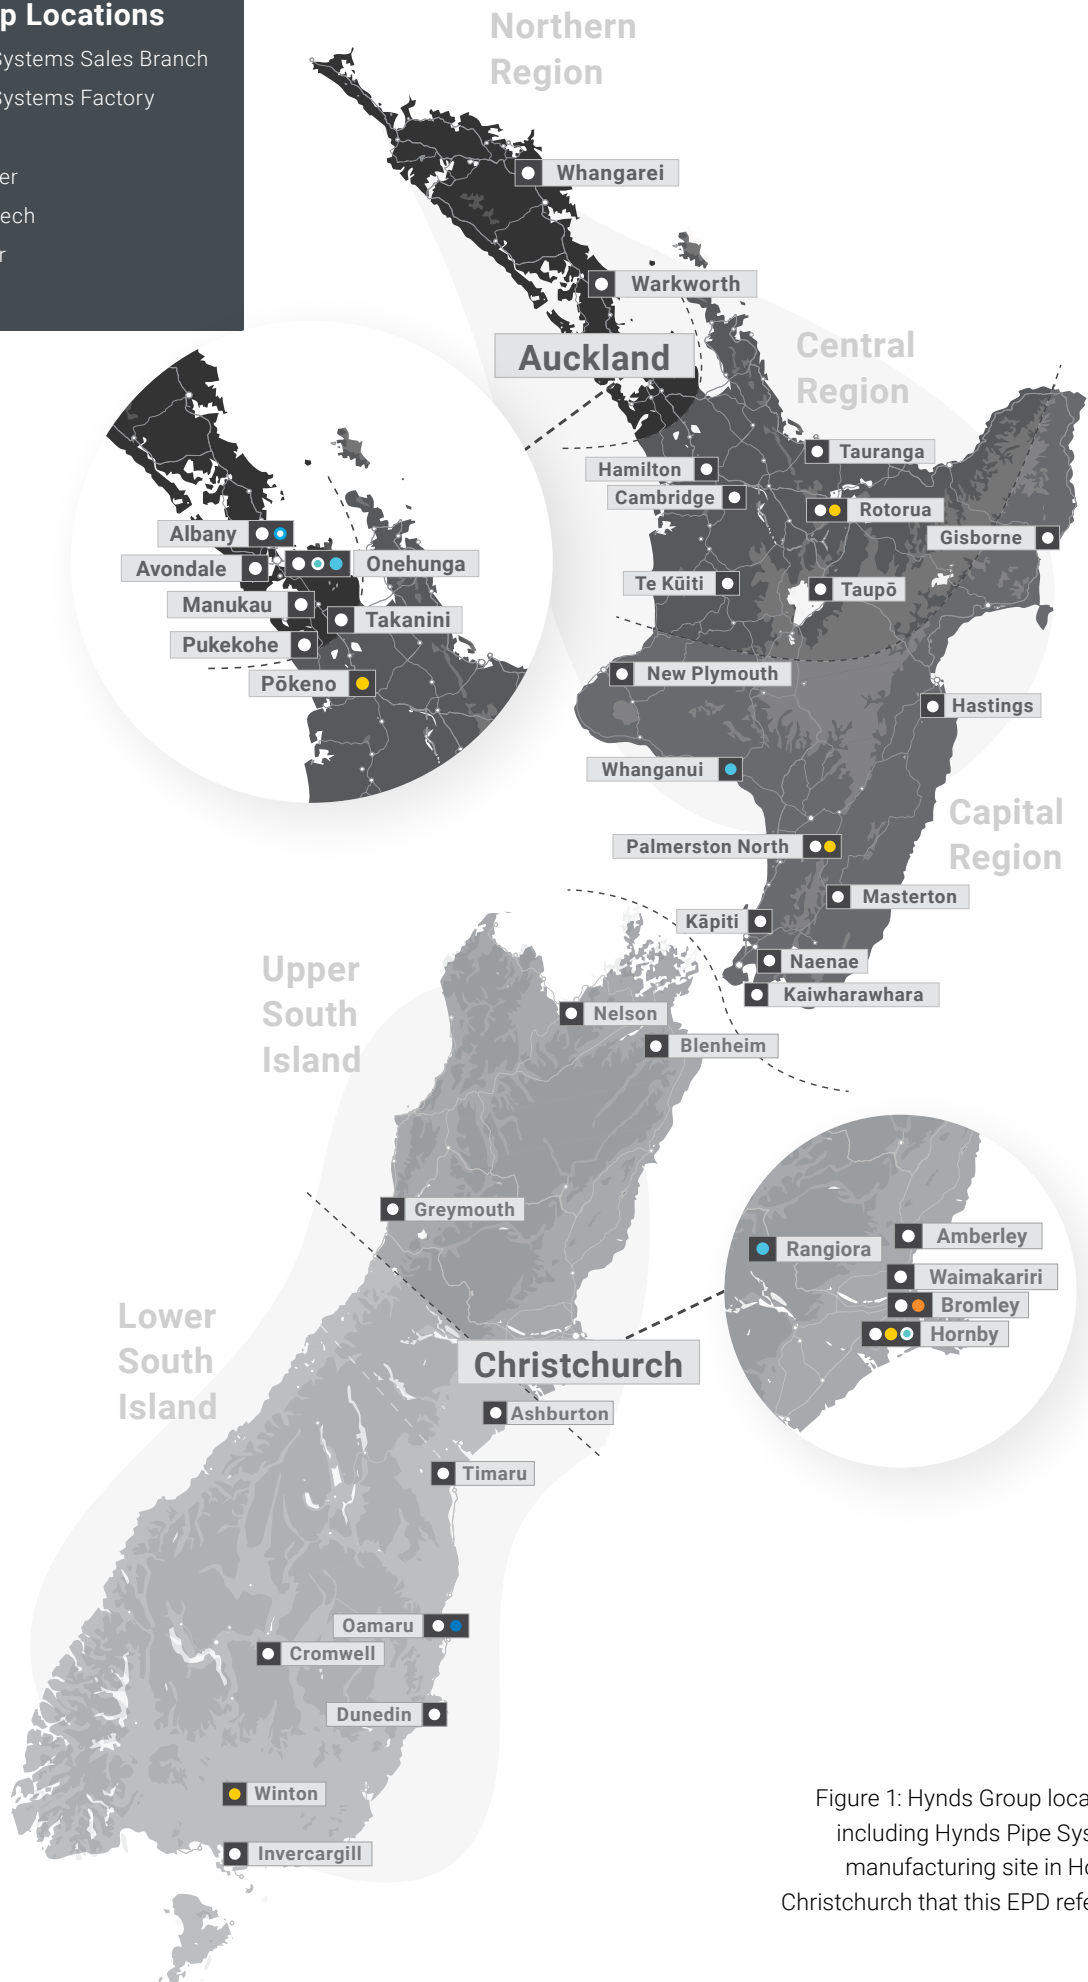 p Locations
Systems Sales Branch
Systems Factory
er
ech
r
Northern
Region
Whangarei
Warkworth
Auckland
Central
Region
Tauranga
Hamilton
Cambridge
Rotorua
Gisborne
Te Kūiti
Taupō
Albany
Avondale
Onehunga
Manukau
Takanini
Pukekohe
Pōkeno
New Plymouth
Hastings
Whanganui
Capital
Region
Palmerston North
Masterton
Kāpiti
Naenae
Kaiwharawhara
Upper
South
Island
Nelson
Blenheim
Greymouth
Rangiora
Amberley
Waimakariri
Bromley
Hornby
Lower
South
Island
Christchurch
Ashburton
Timaru
Oamaru
Cromwell
Dunedin
Winton
Invercargill
Figure 1: Hynds Group loca
including Hynds Pipe Sys
manufacturing site in Ho
Christchurch that this EPD refe